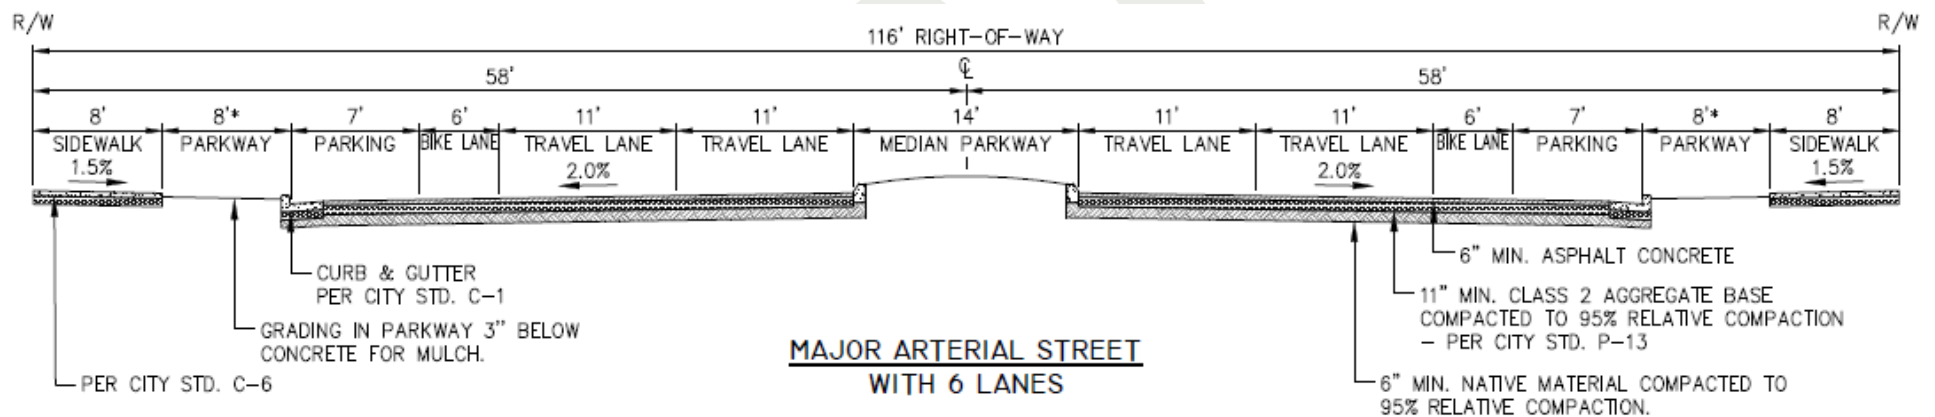 R/W R/W
116' RIGHT-OF-WAY
58' ℄ 58'
8' 8'* 7' 6' 11' 11' 14' 11' 11' 6' 7' 8'* 8'
SIDEWALK PARKWAY PARKING BIKE LANE TRAVEL LANE TRAVEL LANE MEDIAN PARKWAY TRAVEL LANE TRAVEL LANE BIKE LANE PARKING PARKWAY SIDEWALK
1.5% 2.0% 2.0% 1.5%
CURB & GUTTER
PER CITY STD. C-1
GRADING IN PARKWAY 3" BELOW
CONCRETE FOR MULCH.
PER CITY STD. C-6
MAJOR ARTERIAL STREET
WITH 6 LANES
6" MIN. ASPHALT CONCRETE
11" MIN. CLASS 2 AGGREGATE BASE
COMPACTED TO 95% RELATIVE COMPACTION
- PER CITY STD. P-13
6" MIN. NATIVE MATERIAL COMPACTED TO
95% RELATIVE COMPACTION.